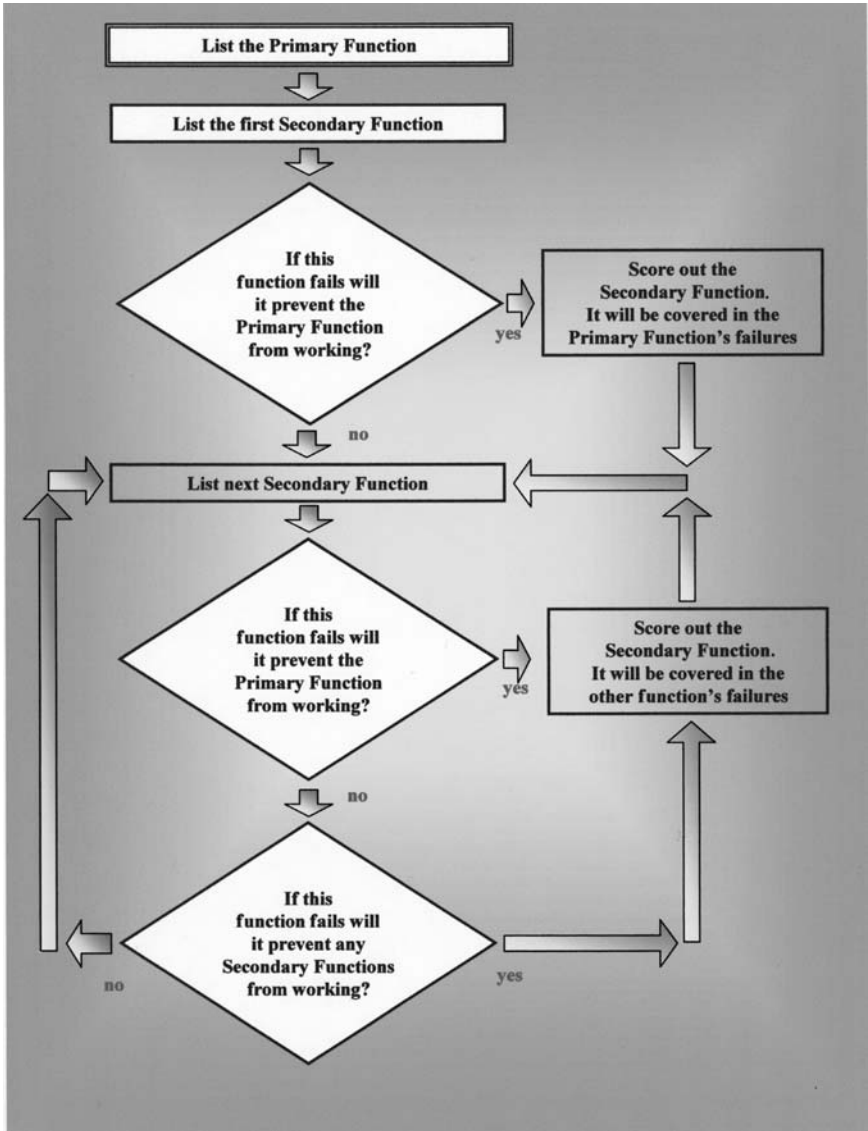 List the Primary Function
List the first Secondary Function
If this
function fails will
it prevent the
Primary Function
from working?
yes
Score out the
Secondary Function.
It will be covered in the
Primary Function's failures
no
List next Secondary Function
If this
function fails will
it prevent the
Primary Function
from working?
yes
Score out the
Secondary Function.
It will be covered in the
other function's failures
no
If this
function fails will
it prevent any
Secondary Functions
from working?
no
yes